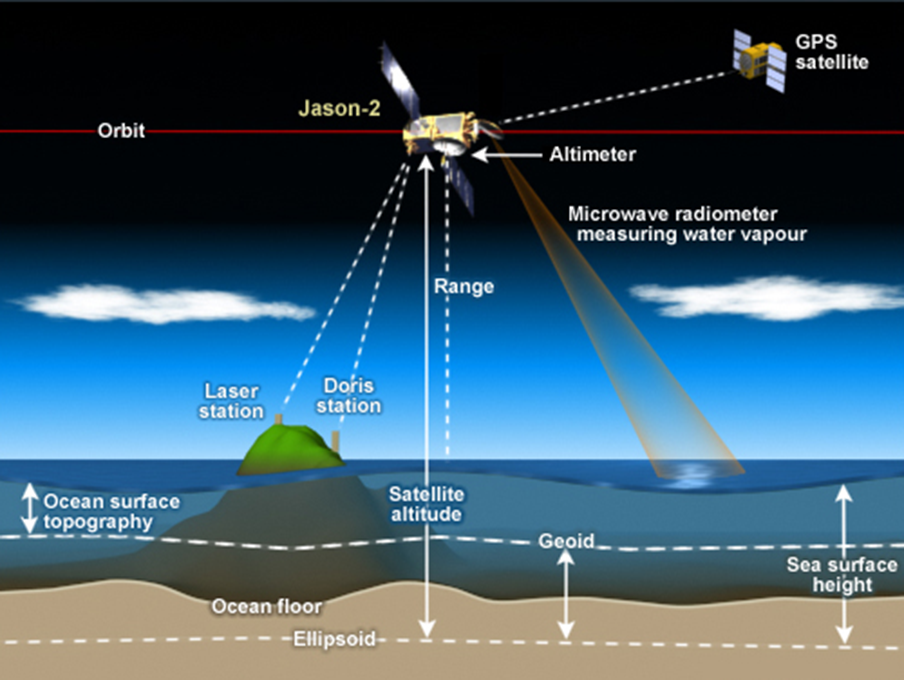 GPS
satellite
Jason-2
Orbit
Altimeter
Microwave radiometer
measuring water vapour
Range
Laser
station
Doris
station
Satellite
altitude
Ocean surface
topography
Geoid
Sea surface
height
Ocean floor
Ellipsoid